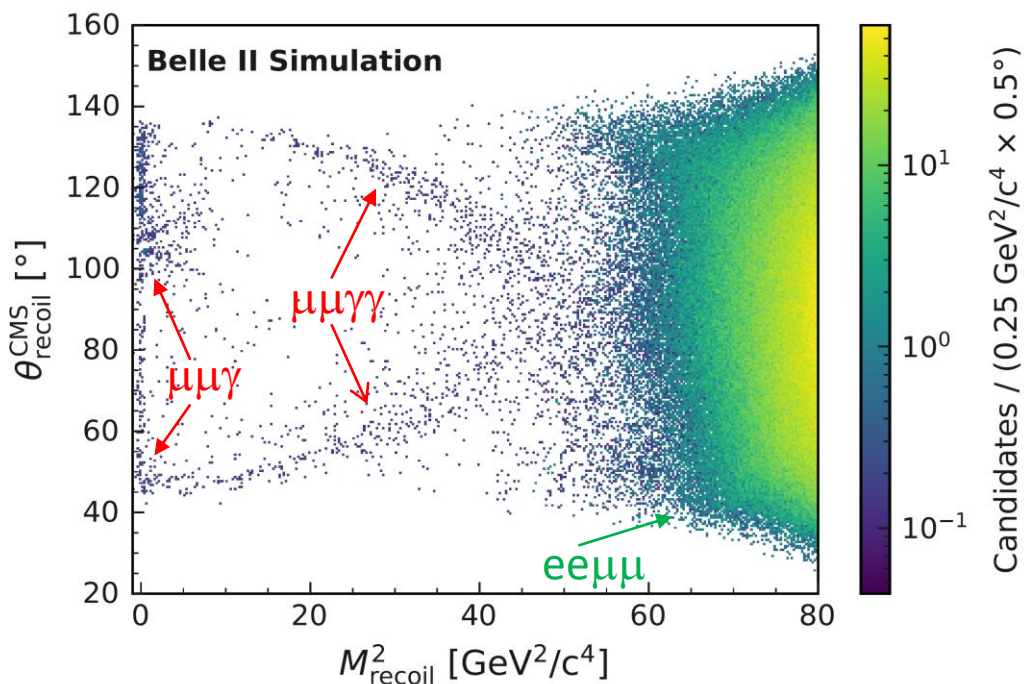 160
140
120
100
80
60
40
20
0
20
40
60
80
Belle II Simulation
μμγγ
μμγ
eeμμ
θ^CMS_recoil [°]
M²_recoil [GeV²/c⁴]
10¹
10⁰
10⁻¹
Candidates / (0.25 GeV²/c⁴ × 0.5°)